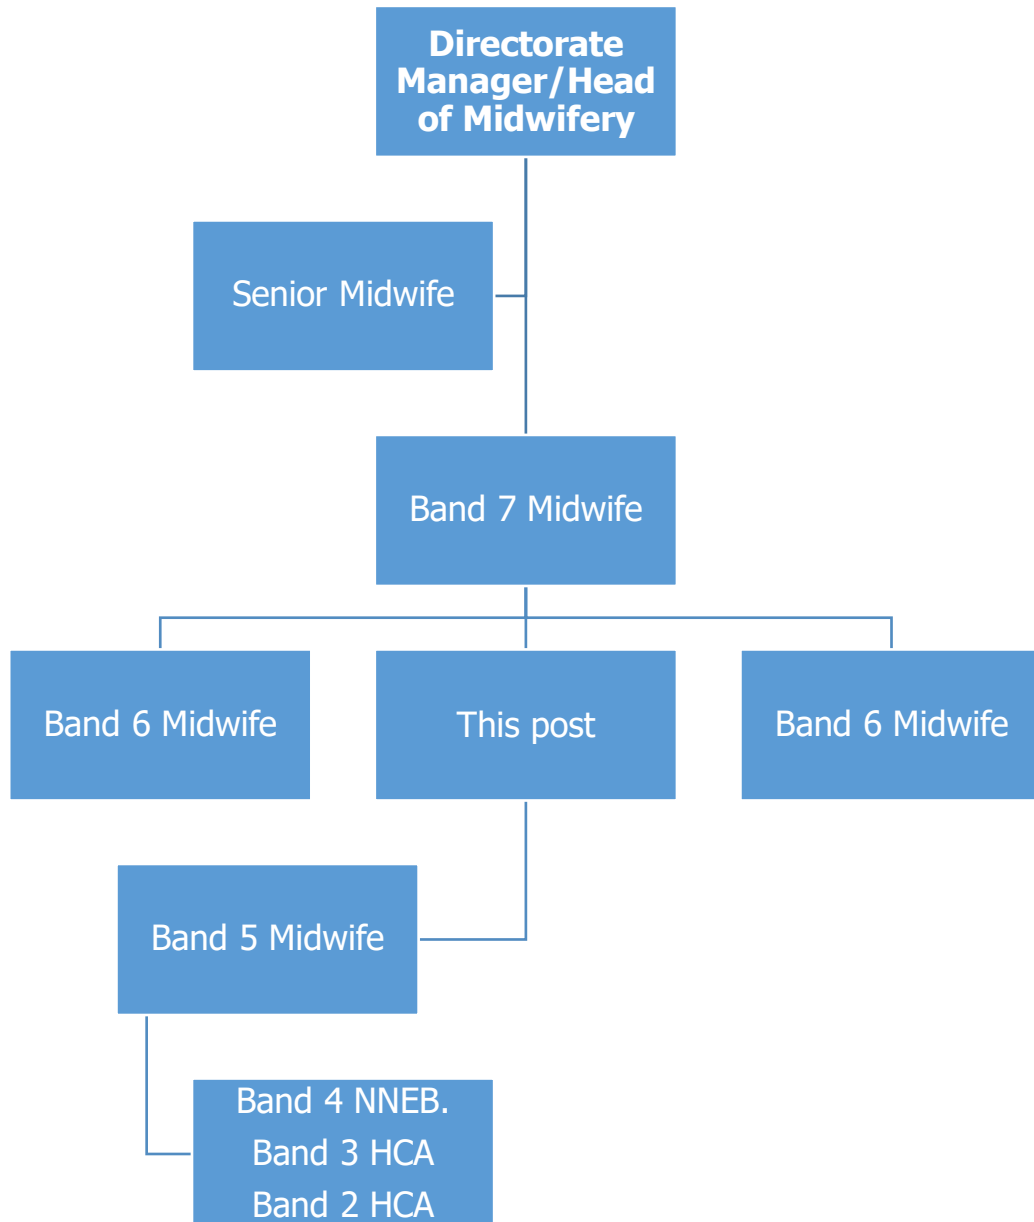 Directorate
Manager/Head
of Midwifery
Senior Midwife
Band 7 Midwife
Band 6 Midwife
This post
Band 6 Midwife
Band 5 Midwife
Band 4 NNEB.
Band 3 HCA
Band 2 HCA